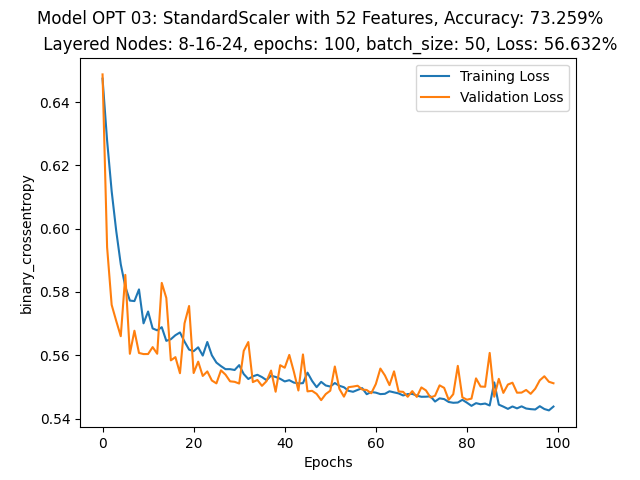 Model OPT 03: StandardScaler with 52 Features, Accuracy: 73.259%
Layered Nodes: 8-16-24, epochs: 100, batch_size: 50, Loss: 56.632%
Training Loss
Validation Loss
binary_crossentropy
0.64
0.62
0.60
0.58
0.56
0.54
0
20
40
60
80
100
Epochs